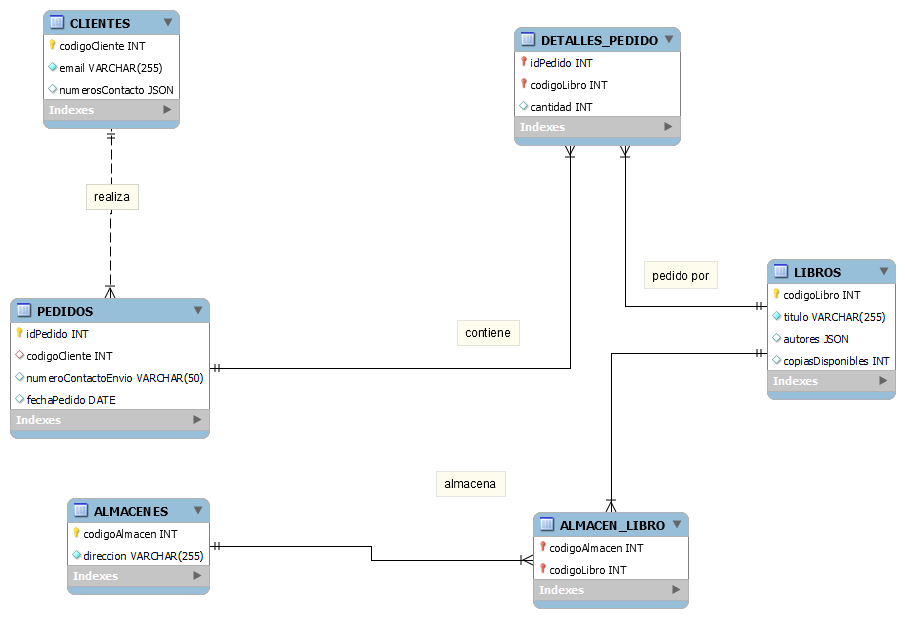 CLIENTES
codigoCliente INT
email VARCHAR(255)
numerosContacto JSON
Indexes
realiza
DETALLES_PEDIDO
idPedido INT
codigoLibro INT
cantidad INT
Indexes
pedido por
LIBROS
codigoLibro INT
titulo VARCHAR(255)
autores JSON
copiasDisponibles INT
Indexes
PEDIDOS
idPedido INT
codigoCliente INT
numeroContactoEnvio VARCHAR(50)
fechaPedido DATE
Indexes
contiene
almacena
ALMACENES
codigoAlmacen INT
direccion VARCHAR(255)
Indexes
ALMACEN_LIBRO
codigoAlmacen INT
codigoLibro INT
Indexes